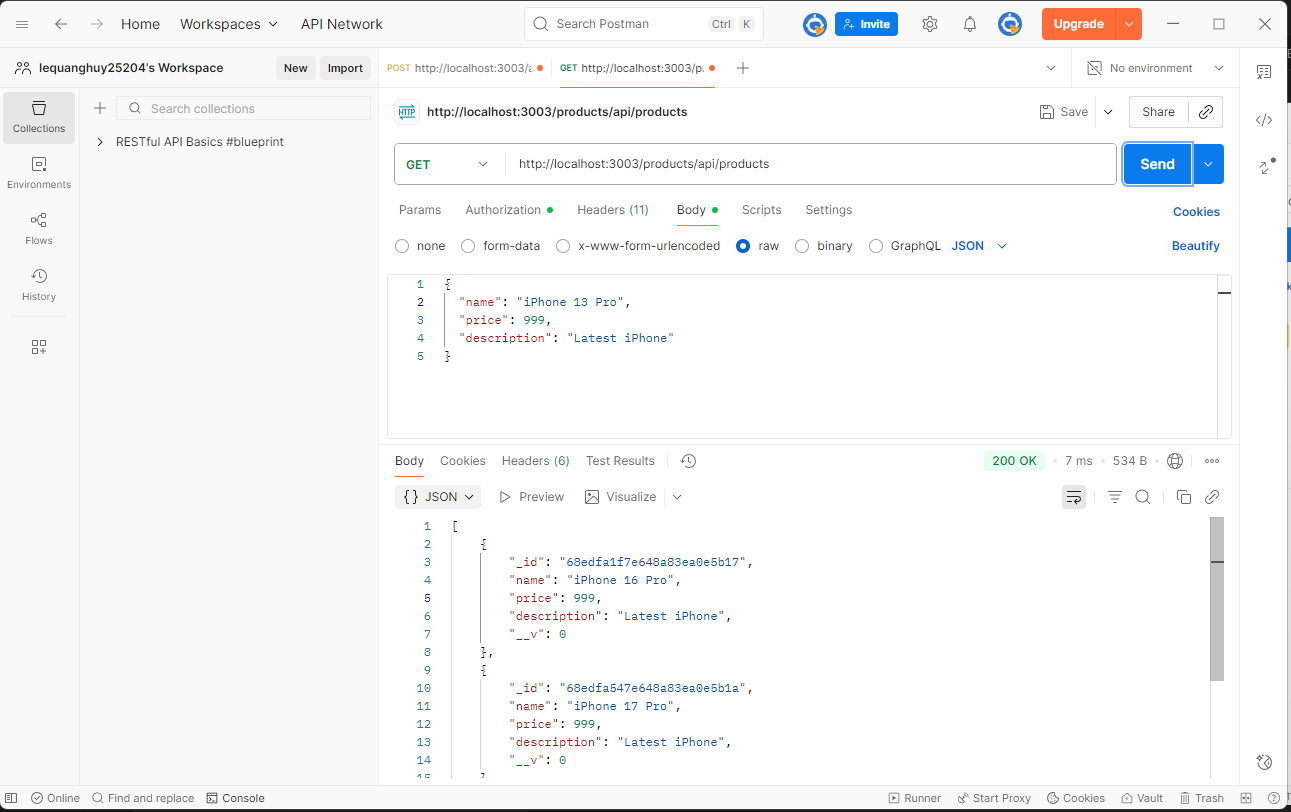 Home Workspaces API Network Search Postman Ctrl K Invite Upgrade
lequanghuy25204's Workspace New Import POST http://localhost:3003/a GET http://localhost:3003/p No environment
Collections
Environments
Flows
History
Search collections
RESTful API Basics #blueprint
HTTP http://localhost:3003/products/api/products Save Share
GET http://localhost:3003/products/api/products Send
Params Authorization Headers (11) Body Scripts Settings Cookies
none form-data x-www-form-urlencoded raw binary GraphQL JSON Beautify
1 {
2 "name": "iPhone 13 Pro",
3 "price": 999,
4 "description": "Latest iPhone"
5 }
Body Cookies Headers (6) Test Results 200 OK • 7 ms • 534 B •
{} JSON Preview Visualize
1 [
2 {
3 "_id": "68edfa1f7e648a83ea0e5b17",
4 "name": "iPhone 16 Pro",
5 "price": 999,
6 "description": "Latest iPhone",
7 "__v": 0
8 },
9 {
10 "_id": "68edfa547e648a83ea0e5b1a",
11 "name": "iPhone 17 Pro",
12 "price": 999,
13 "description": "Latest iPhone",
14 "__v": 0
15 }
Online Find and replace Console Runner Start Proxy Cookies Vault Trash